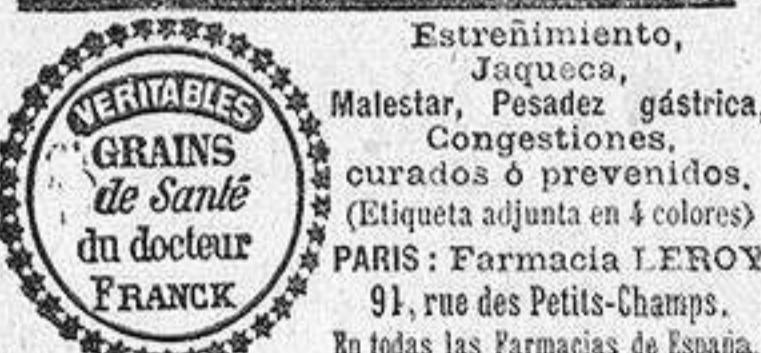 VERITABLES
GRAINS
de Santé
du docteur
FRANCK
Estreñimiento,
Jaqueca,
Malestar, Pesadez gástrica,
Congestiones,
curados ó prevenidos.
(Etiqueta adjunta en 4 colores)
PARIS: Farmacia LEROY
91, rue des Petits-Champs.
En todas las Farmacias de España.